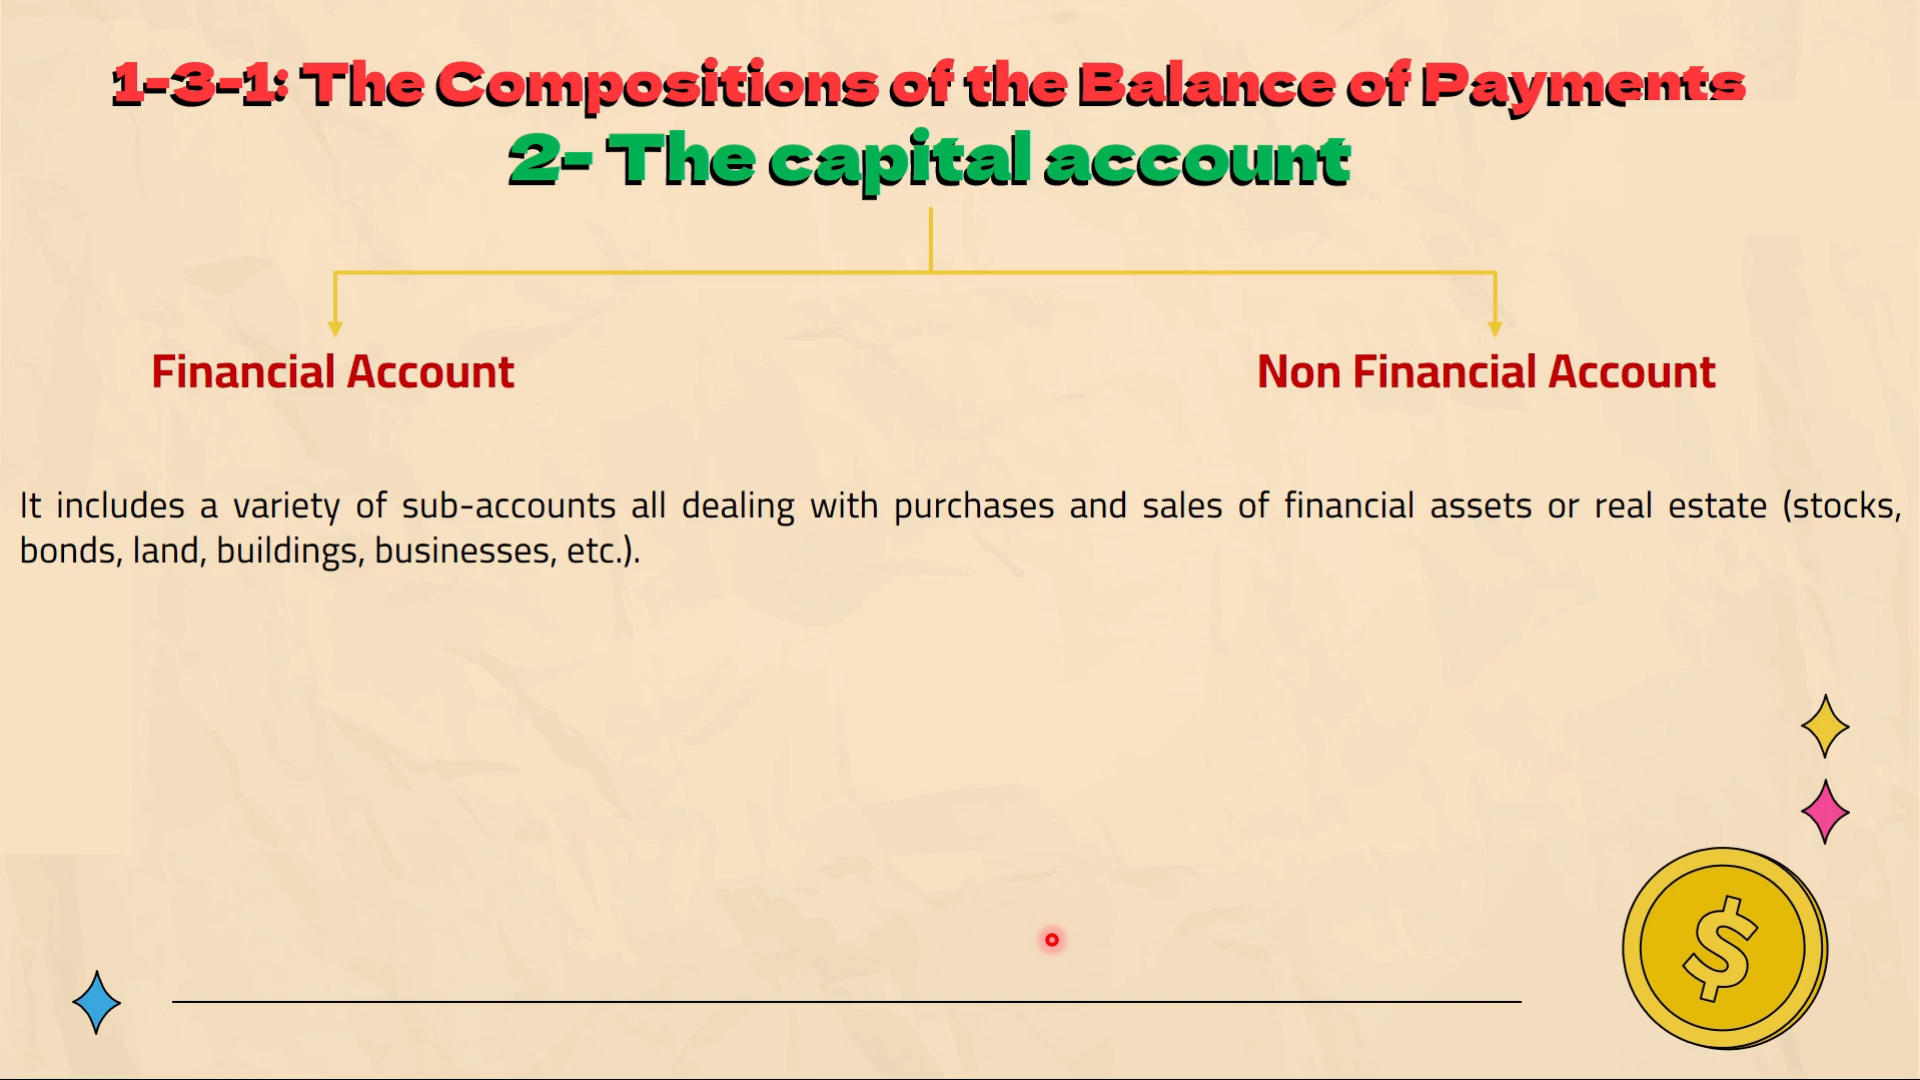 1-3-1: The Compositions of the Balance of Payments
2- The capital account
Financial Account
Non Financial Account
It includes a variety of sub-accounts all dealing with purchases and sales of financial assets or real estate (stocks,
bonds, land, buildings, businesses, etc.).
$